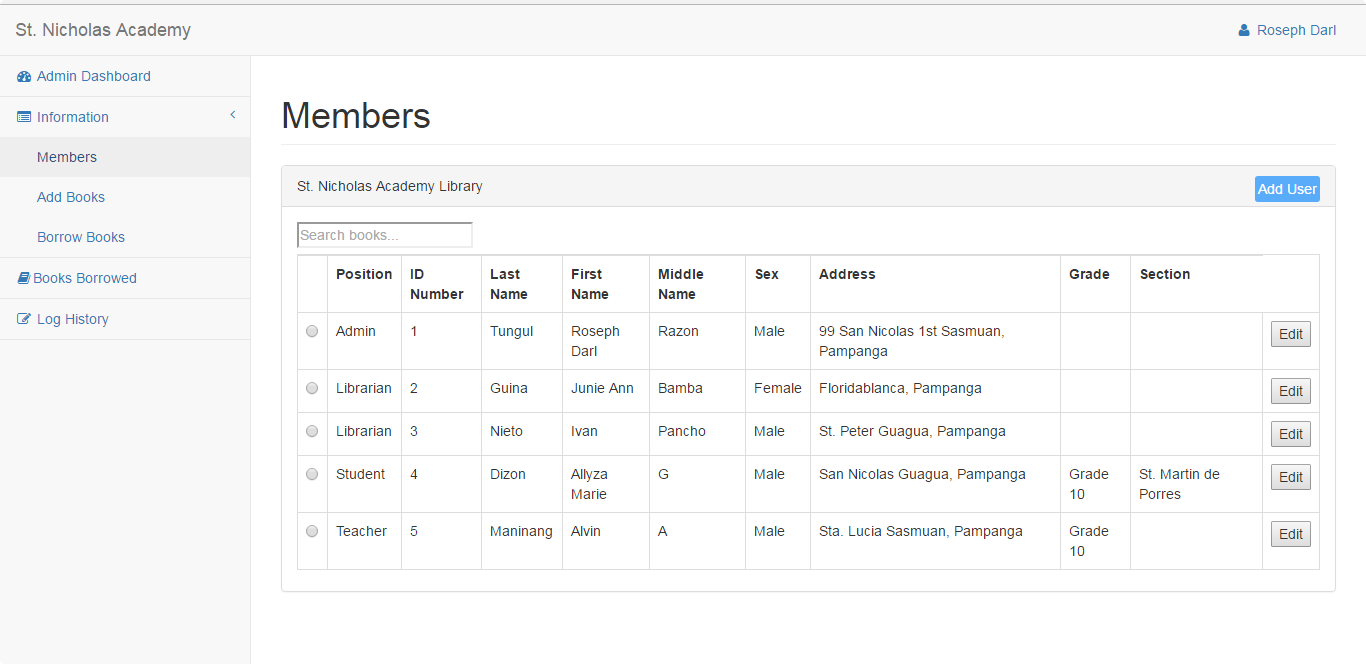 St. Nicholas Academy
Roseph Darl
Admin Dashboard
Information
Members
Add Books
Borrow Books
Books Borrowed
Log History
Members
St. Nicholas Academy Library
Add User
Search books...
Position ID Number Last Name First Name Middle Name Sex Address Grade Section
Admin 1 Tungul Roseph Darl Razon Male 99 San Nicolas 1st Sasmuan, Pampanga Edit
Librarian 2 Guina Junie Ann Bamba Female Floridablanca, Pampanga Edit
Librarian 3 Nieto Ivan Pancho Male St. Peter Guagua, Pampanga Edit
Student 4 Dizon Allyza Marie G Male San Nicolas Guagua, Pampanga Grade 10 St. Martin de Porres Edit
Teacher 5 Maninang Alvin A Male Sta. Lucia Sasmuan, Pampanga Grade 10 Edit